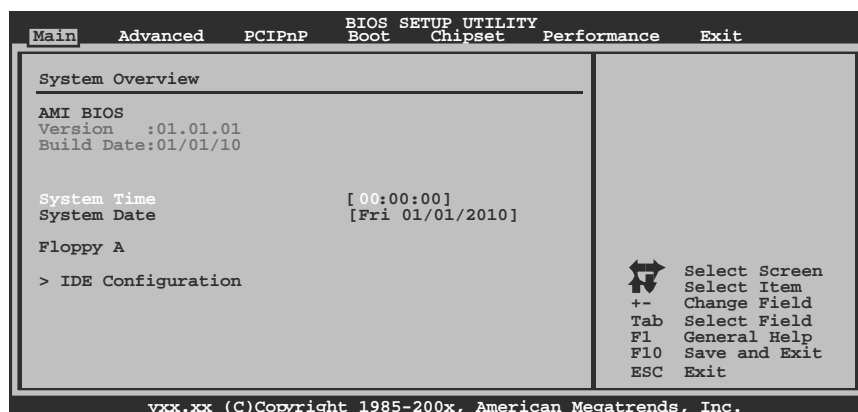 BIOS SETUP UTILITY
Main Advanced PCIPnP Boot Chipset Performance Exit
System Overview
AMI BIOS
Version :01.01.01
Build Date:01/01/10
System Time [ 00:00:00]
System Date [Fri 01/01/2010]
Floppy A
> IDE Configuration
Select Screen
Select Item
+- Change Field
Tab Select Field
F1 General Help
F10 Save and Exit
ESC Exit
vxx.xx (C)Copyright 1985-200x, American Megatrends, Inc.